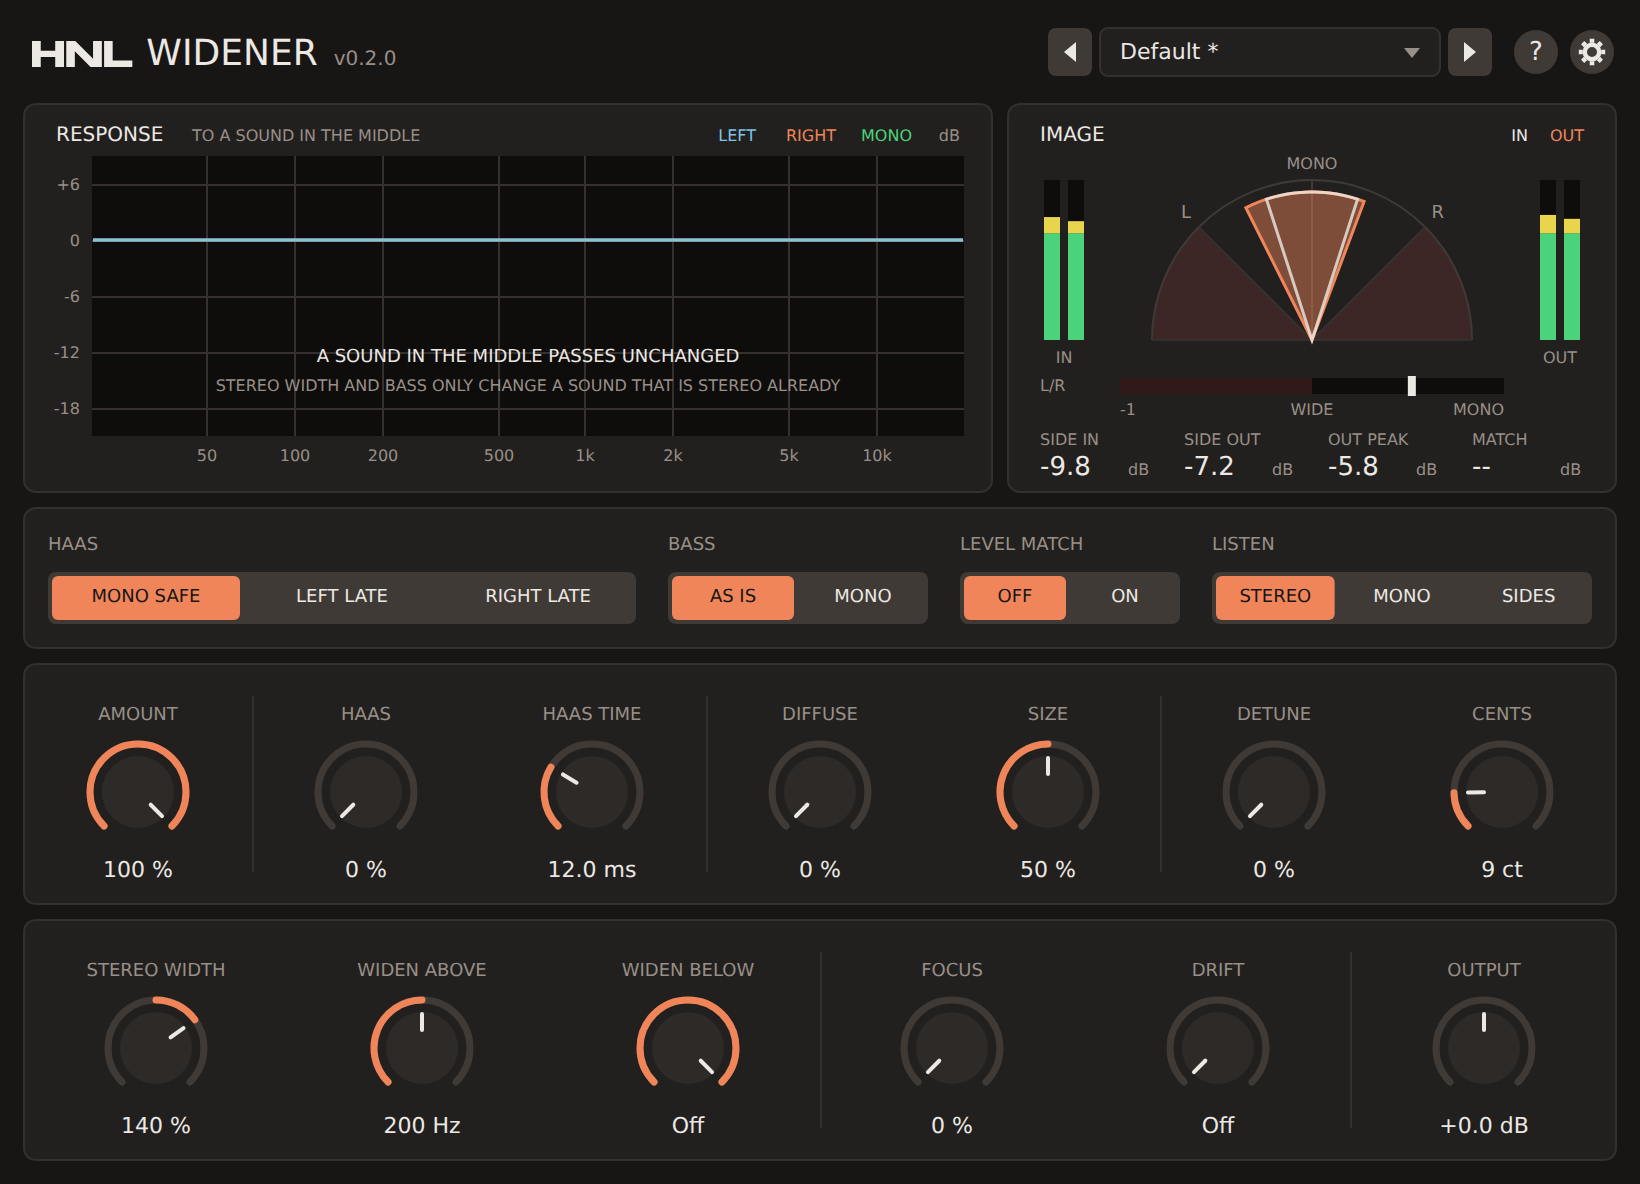 HNL WIDENER v0.2.0
Default *
?
RESPONSE TO A SOUND IN THE MIDDLE LEFT RIGHT MONO dB
+6
0
-6
-12
-18
A SOUND IN THE MIDDLE PASSES UNCHANGED
STEREO WIDTH AND BASS ONLY CHANGE A SOUND THAT IS STEREO ALREADY
50 100 200 500 1k 2k 5k 10k
IMAGE IN OUT
MONO
L R
IN OUT
L/R
-1 WIDE MONO
SIDE IN SIDE OUT OUT PEAK MATCH
-9.8 dB -7.2 dB -5.8 dB -- dB
HAAS BASS LEVEL MATCH LISTEN
MONO SAFE LEFT LATE RIGHT LATE AS IS MONO OFF ON STEREO MONO SIDES
AMOUNT HAAS HAAS TIME DIFFUSE SIZE DETUNE CENTS
100 % 0 % 12.0 ms 0 % 50 % 0 % 9 ct
STEREO WIDTH WIDEN ABOVE WIDEN BELOW FOCUS DRIFT OUTPUT
140 % 200 Hz Off 0 % Off +0.0 dB